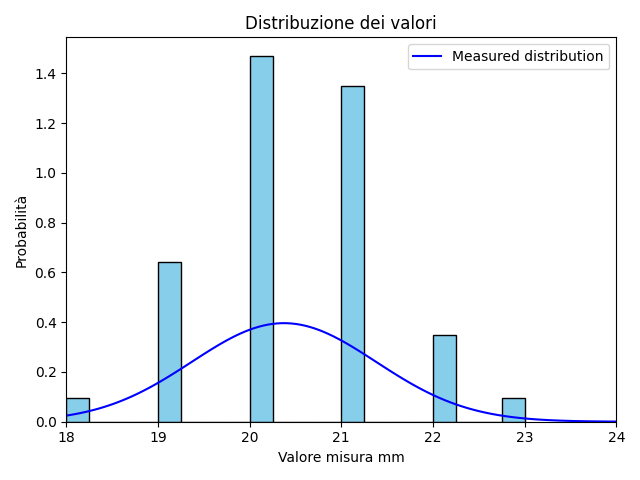 Distribuzione dei valori
Measured distribution
Probabilità
1.4
1.2
1.0
0.8
0.6
0.4
0.2
0.0
18 19 20 21 22 23 24
Valore misura mm